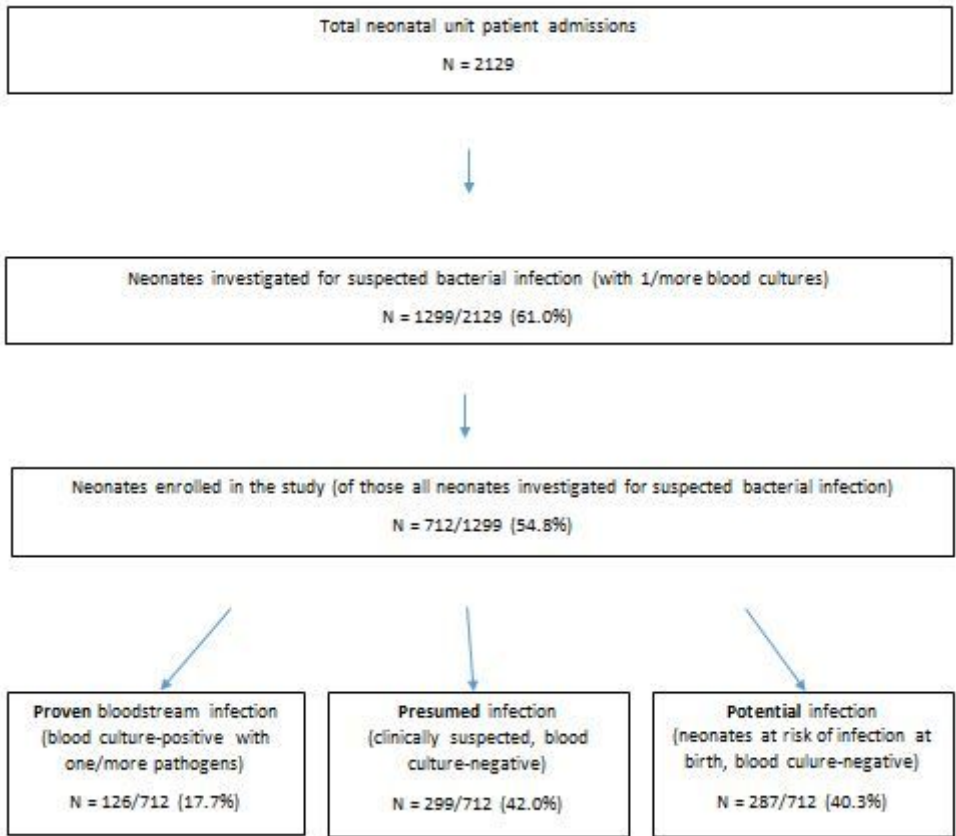 Total neonatal unit patient admissions
N = 2129
Neonates investigated for suspected bacterial infection (with 1/more blood cultures)
N = 1299/2129 (61.0%)
Neonates enrolled in the study (of those all neonates investigated for suspected bacterial infection)
N = 712/1299 (54.8%)
Proven bloodstream infection
(blood culture-positive with
one/more pathogens)
N = 126/712 (17.7%)
Presumed infection
(clinically suspected, blood
culture-negative)
N = 299/712 (42.0%)
Potential infection
(neonates at risk of infection at
birth, blood culure-negative)
N = 287/712 (40.3%)